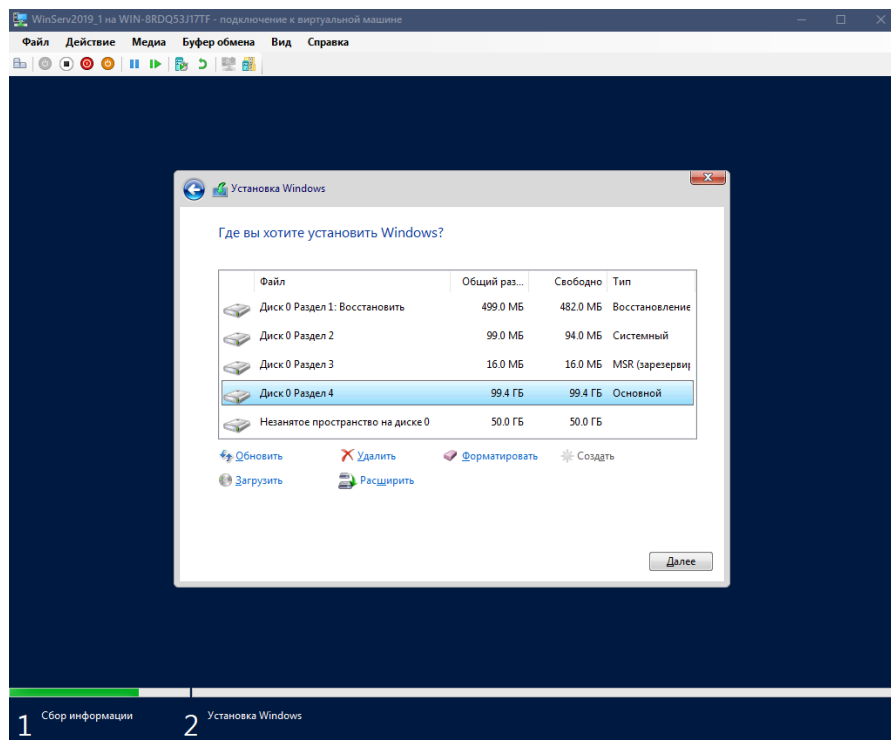 WinServ2019_1 на WIN-8RDQ53J17TF - подключение к виртуальной машине
Файл Действие Медиа Буфер обмена Вид Справка
Установка Windows
Где вы хотите установить Windows?
Файл Общий раз... Свободно Тип
Диск 0 Раздел 1: Восстановить 499.0 МБ 482.0 МБ Восстановление
Диск 0 Раздел 2 99.0 МБ 94.0 МБ Системный
Диск 0 Раздел 3 16.0 МБ 16.0 МБ MSR (зарезервир
Диск 0 Раздел 4 99.4 ГБ 99.4 ГБ Основной
Незанятое пространство на диске 0 50.0 ГБ 50.0 ГБ
Обновить Удалить Форматировать Создать
Загрузить Расширить
Далее
1 Сбор информации 2 Установка Windows